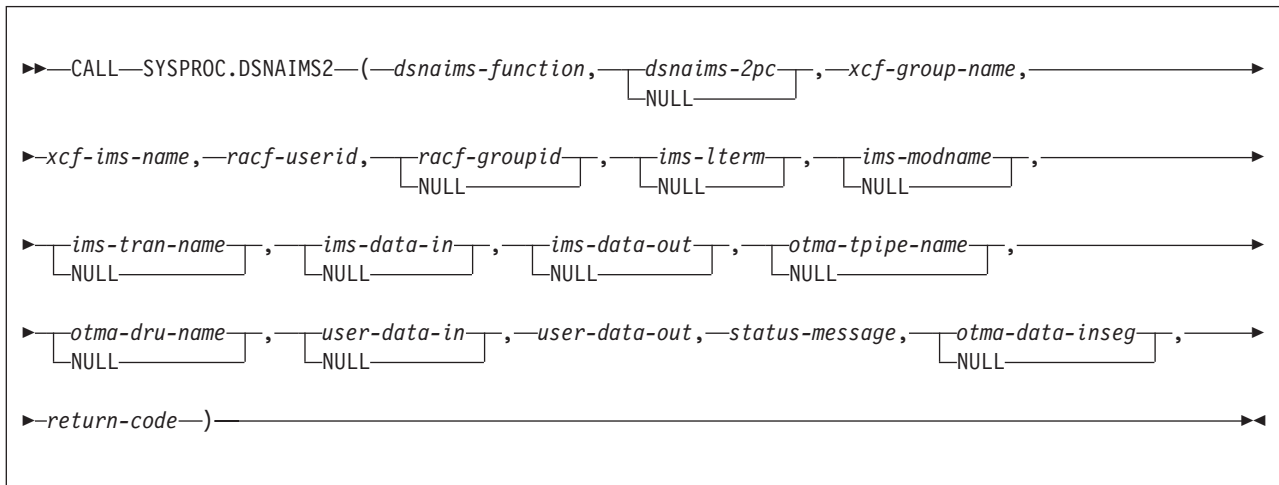 CALL SYSPROC.DSNAIMS2 ( dsnaims-function, dsnaims-2pc , xcf-group-name,
NULL
xcf-ims-name, racf-userid, racf-groupid , ims-lterm , ims-modname ,
NULL NULL NULL
ims-tran-name , ims-data-in , ims-data-out , otma-tpipe-name ,
NULL NULL NULL NULL
otma-dru-name , user-data-in , user-data-out, status-message, otma-data-inseg ,
NULL NULL NULL
return-code )